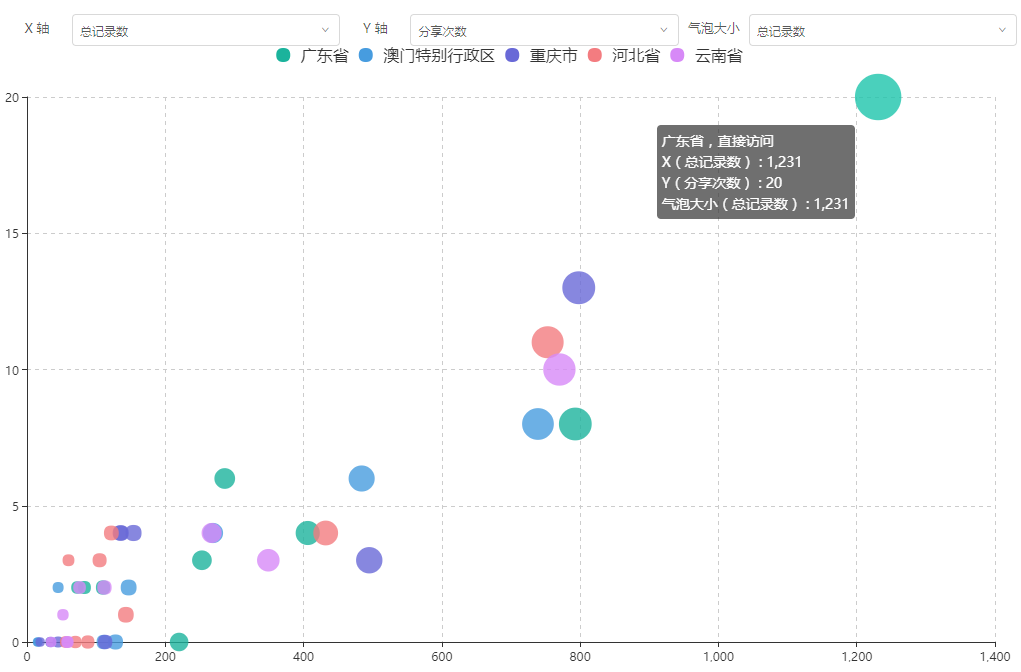 X 轴 总记录数 Y 轴 分享次数 气泡大小 总记录数
广东省 澳门特别行政区 重庆市 河北省 云南省
20
广东省，直接访问
X（总记录数）: 1,231
Y（分享次数）: 20
气泡大小（总记录数）: 1,231
15
10
5
0
0 200 400 600 800 1,000 1,200 1,400